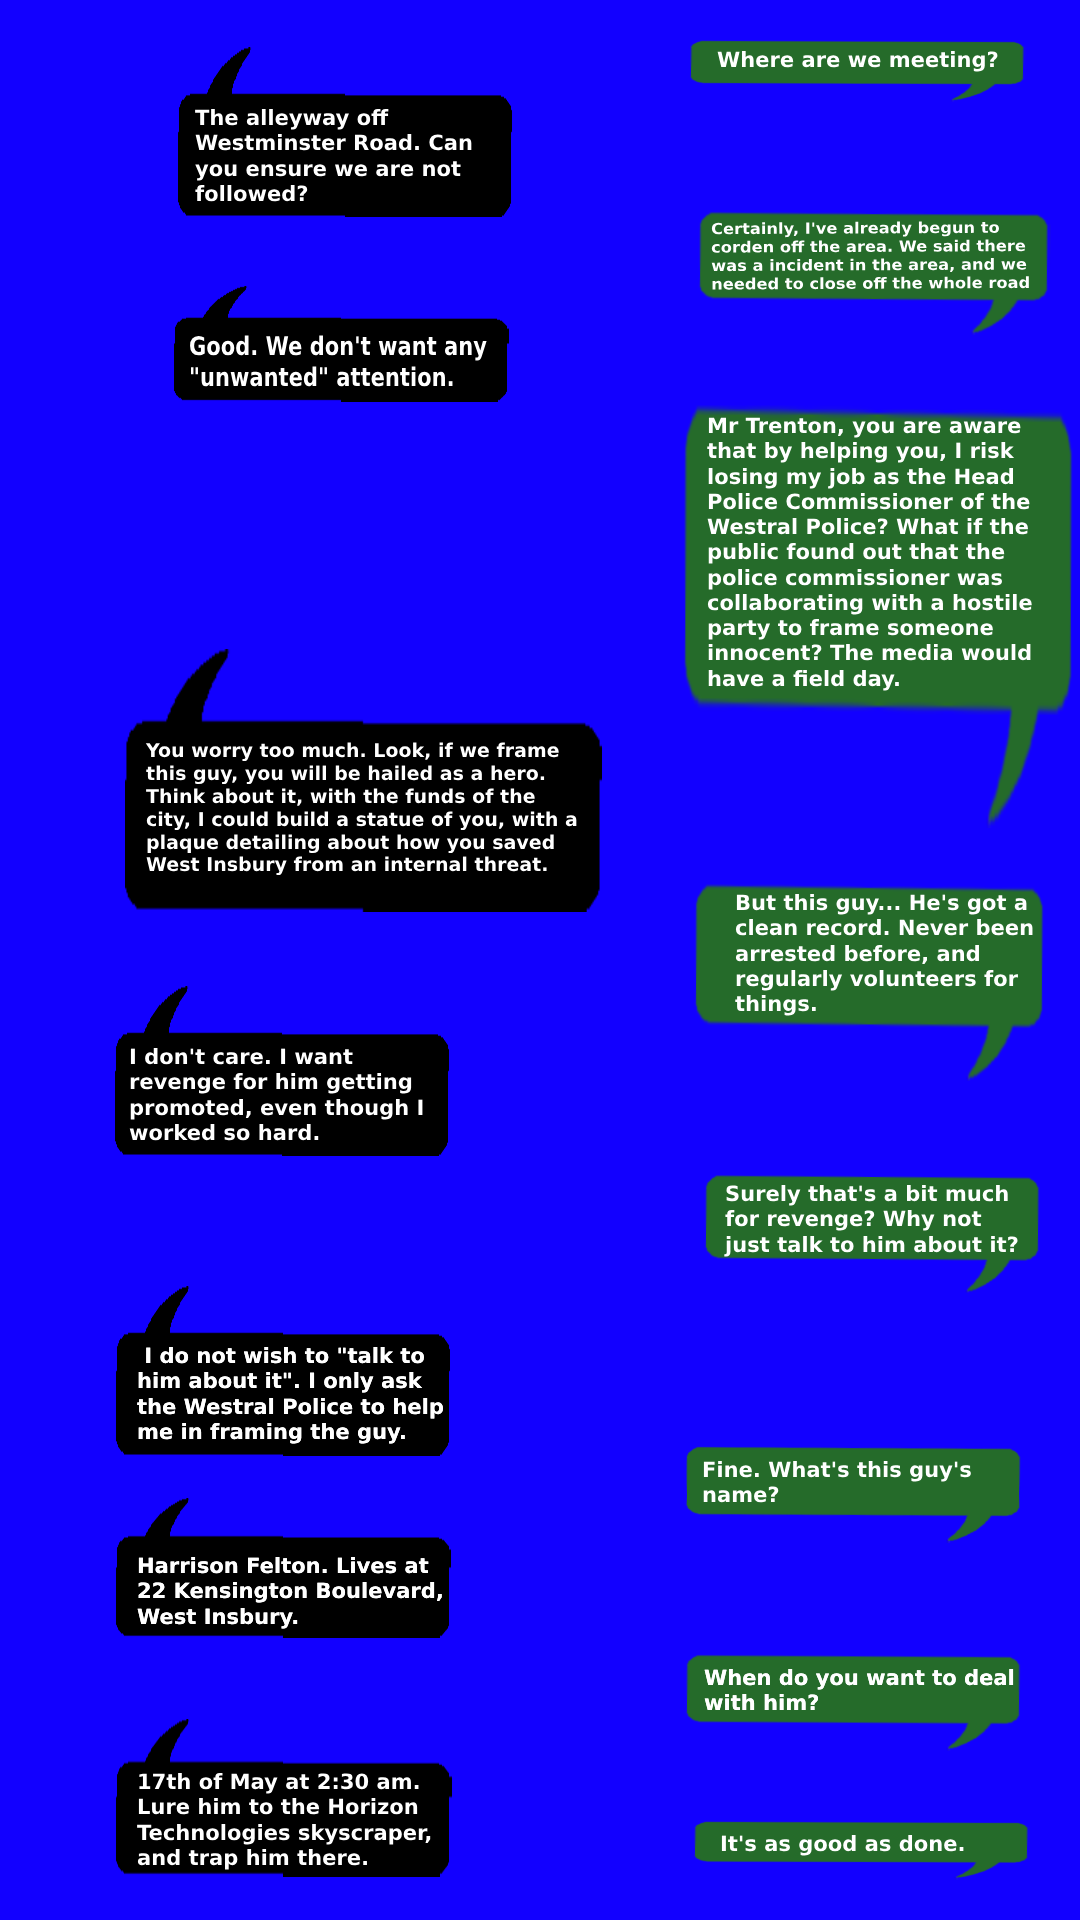 Where are we meeting?
The alleyway off
Westminster Road. Can
you ensure we are not
followed?
Certainly, I've already begun to
corden off the area. We said there
was a incident in the area, and we
needed to close off the whole road
Good. We don't want any
"unwanted" attention.
Mr Trenton, you are aware
that by helping you, I risk
losing my job as the Head
Police Commissioner of the
Westral Police? What if the
public found out that the
police commissioner was
collaborating with a hostile
party to frame someone
innocent? The media would
have a field day.
You worry too much. Look, if we frame
this guy, you will be hailed as a hero.
Think about it, with the funds of the
city, I could build a statue of you, with a
plaque detailing about how you saved
West Insbury from an internal threat.
But this guy... He's got a
clean record. Never been
arrested before, and
regularly volunteers for
things.
I don't care. I want
revenge for him getting
promoted, even though I
worked so hard.
Surely that's a bit much
for revenge? Why not
just talk to him about it?
I do not wish to "talk to
him about it". I only ask
the Westral Police to help
me in framing the guy.
Fine. What's this guy's
name?
Harrison Felton. Lives at
22 Kensington Boulevard,
West Insbury.
When do you want to deal
with him?
17th of May at 2:30 am.
Lure him to the Horizon
Technologies skyscraper,
and trap him there.
It's as good as done.